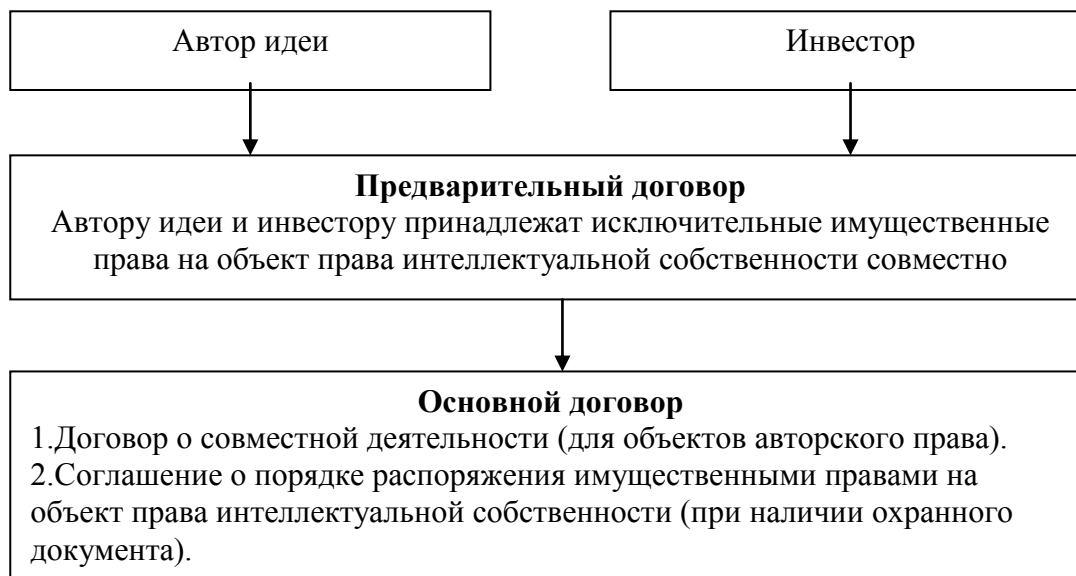 Автор идеи
Инвестор
Предварительный договор
Автору идеи и инвестору принадлежат исключительные имущественные
права на объект права интеллектуальной собственности совместно
Основной договор
1.Договор о совместной деятельности (для объектов авторского права).
2.Соглашение о порядке распоряжения имущественными правами на
объект права интеллектуальной собственности (при наличии охранного
документа).